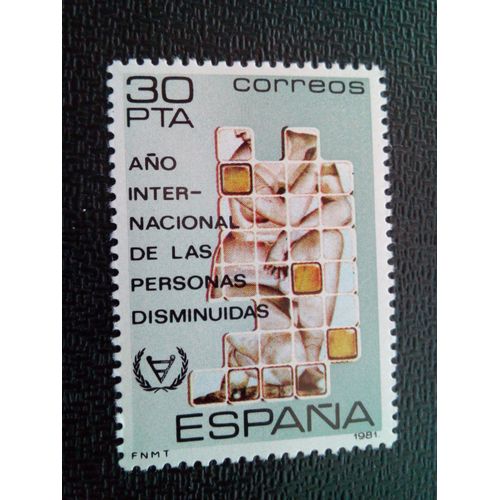 30 correos
PTA
AÑO
INTER-
NACIONAL
DE LAS
PERSONAS
DISMINUIDAS
ESPAÑA
FNMT 1981